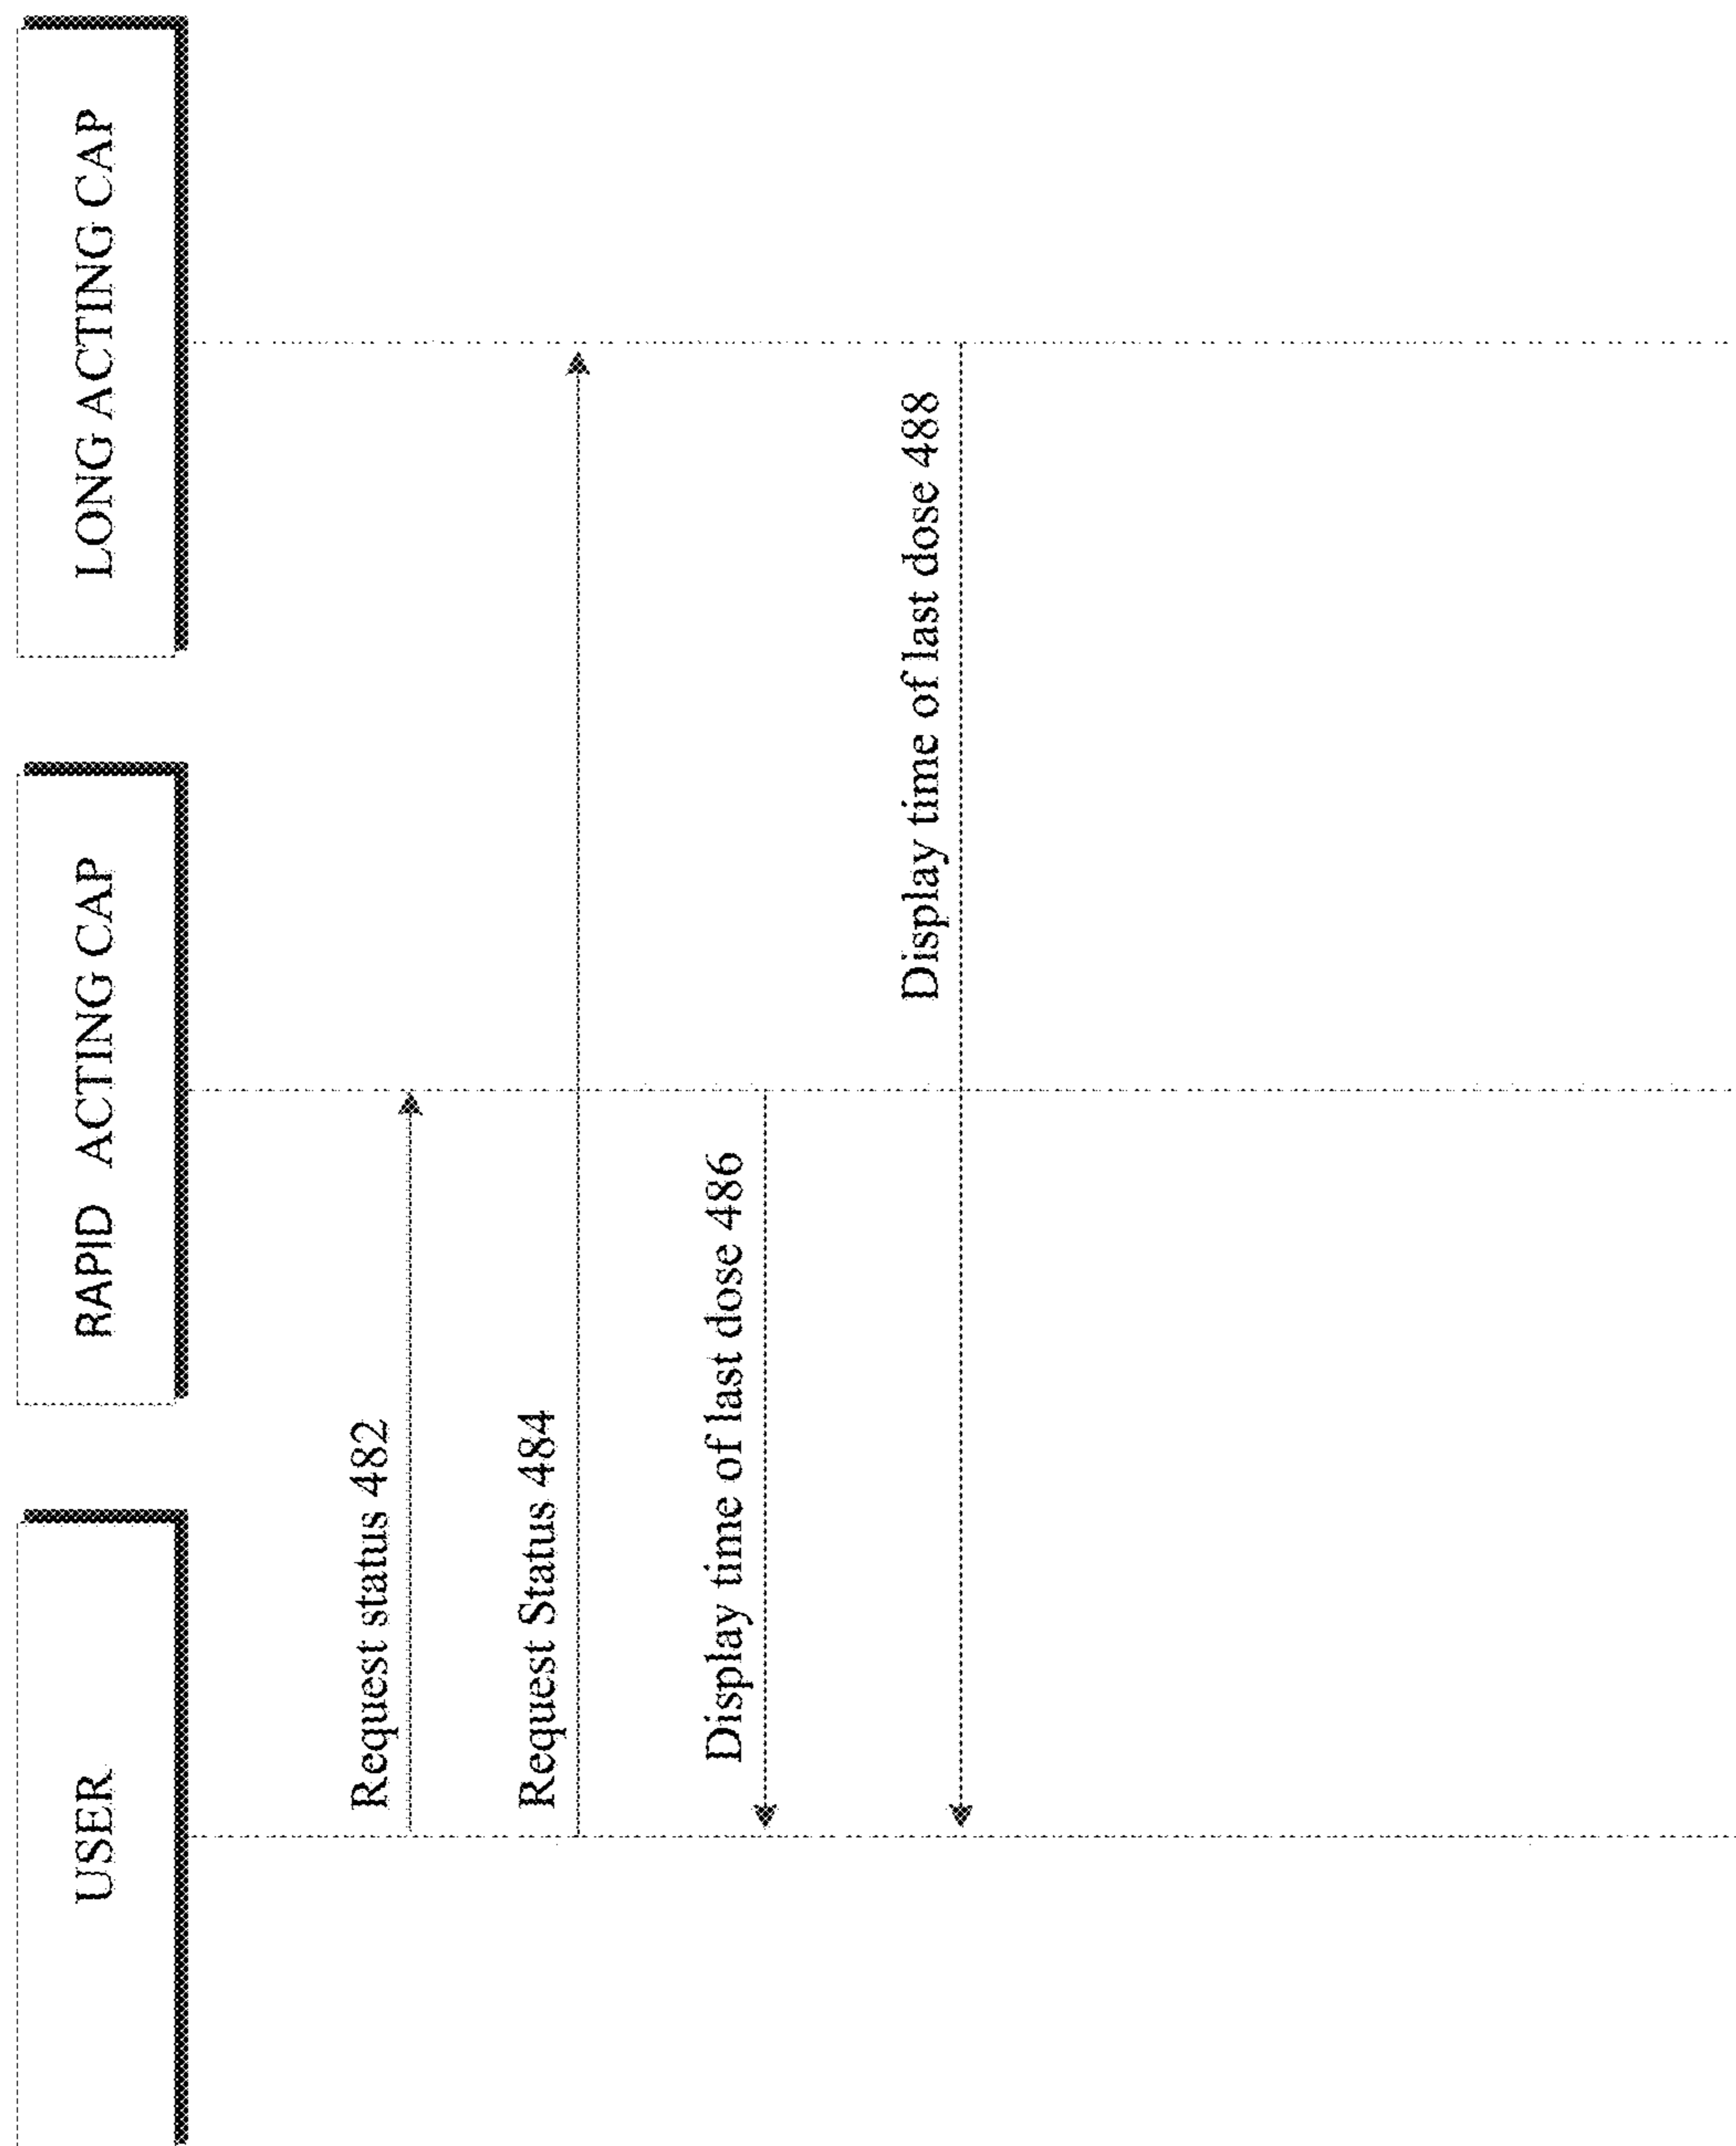 USER
RAPID ACTING CAP
LONG ACTING CAP
Request status 482
Request Status 484
Display time of last dose 486
Display time of last dose 488